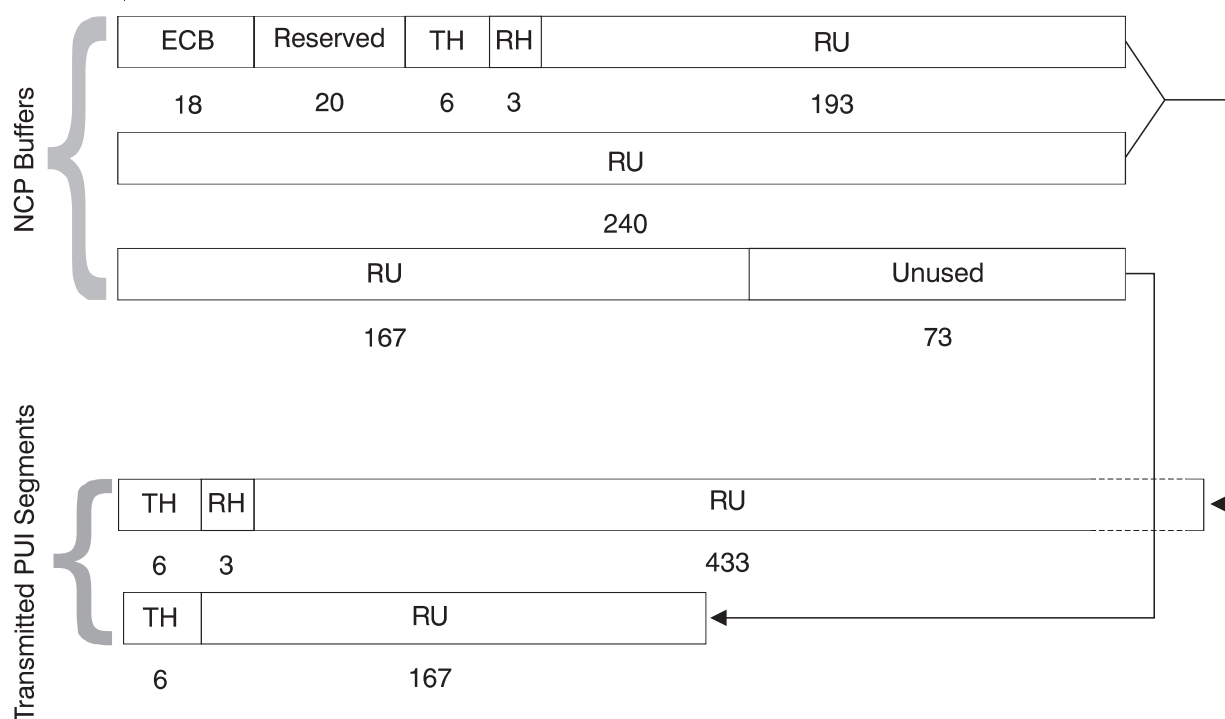 NCP Buffers
ECB Reserved TH RH RU
18 20 6 3 193
RU
240
RU Unused
167 73
Transmitted PUI Segments
TH RH RU
6 3 433
TH RU
6 167